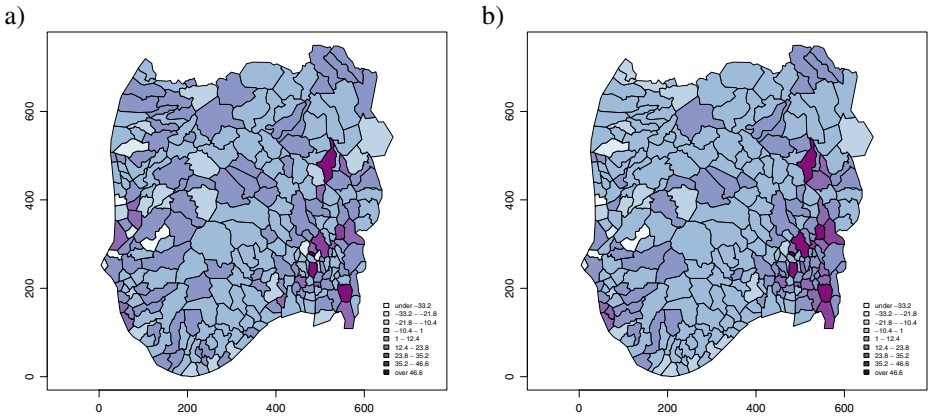 a)
600
400
200
0
0 200 400 600
under −33.2
−33.2 − −21.8
−21.8 − −10.4
−10.4 − 1
1 − 12.4
12.4 − 23.8
23.8 − 35.2
35.2 − 46.6
over 46.6
b)
600
400
200
0
0 200 400 600
under −33.2
−33.2 − −21.8
−21.8 − −10.4
−10.4 − 1
1 − 12.4
12.4 − 23.8
23.8 − 35.2
35.2 − 46.6
over 46.6